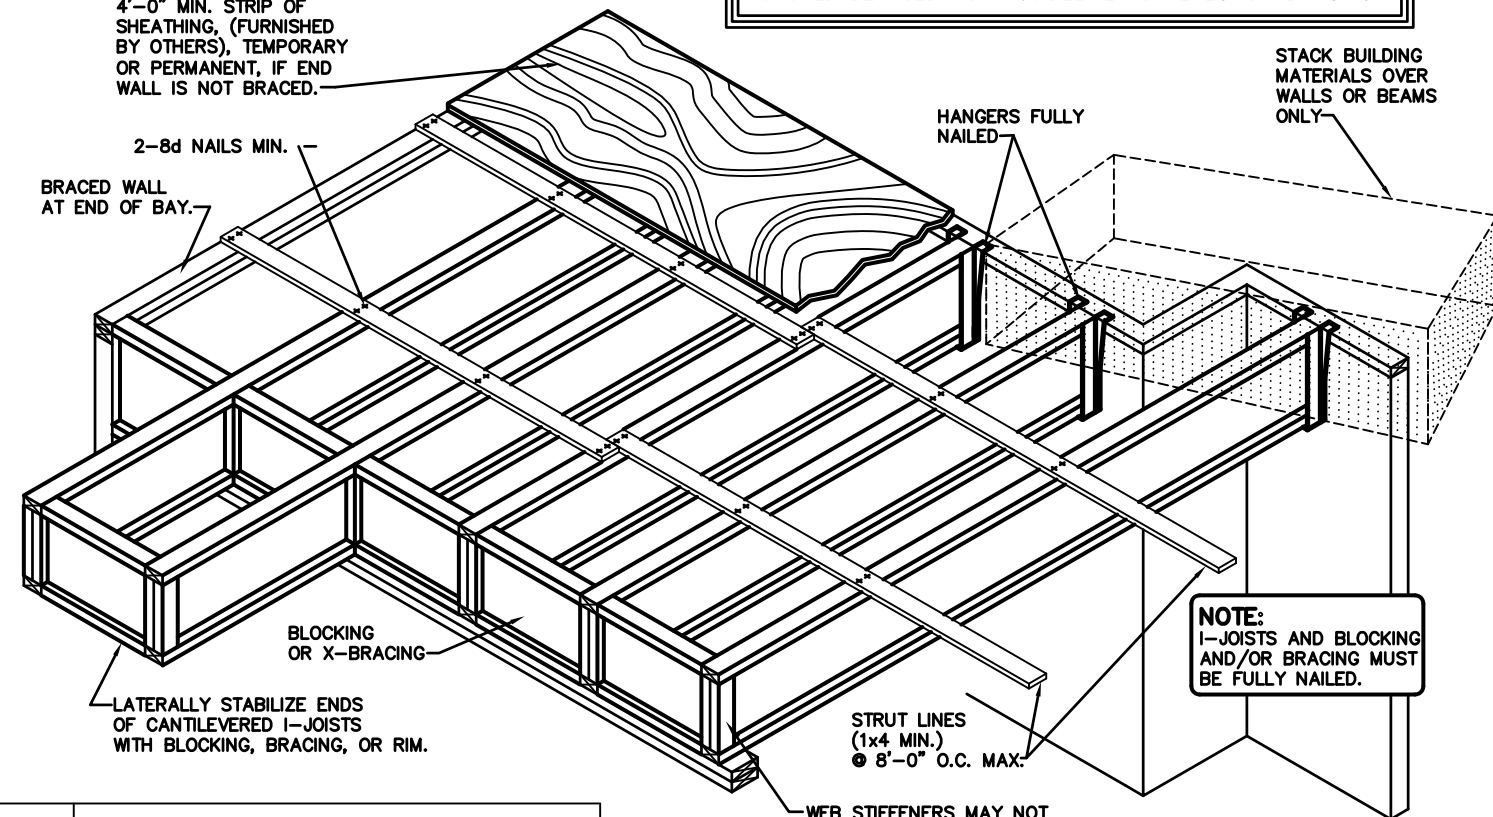 4'-0" MIN. STRIP OF
SHEATHING, (FURNISHED
BY OTHERS), TEMPORARY
OR PERMANENT, IF END
WALL IS NOT BRACED.
2-8d NAILS MIN.
BRACED WALL
AT END OF BAY.
HANGERS FULLY
NAILED
STACK BUILDING
MATERIALS OVER
WALLS OR BEAMS
ONLY
BLOCKING
OR X-BRACING
LATERALLY STABILIZE ENDS
OF CANTILEVERED I-JOISTS
WITH BLOCKING, BRACING, OR RIM.
STRUT LINES
(1x4 MIN.)
@ 8'-0" O.C. MAX.
NOTE:
I-JOISTS AND BLOCKING
AND/OR BRACING MUST
BE FULLY NAILED.
WEB STIFFENERS MAY NOT